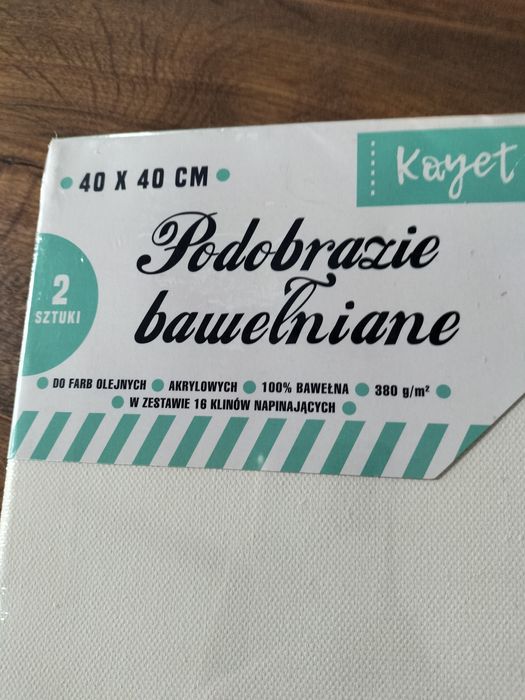 40 X 40 CM
Kayet
Podobrazie
bawełniane
2
SZTUKI
DO FARB OLEJNYCH AKRYLOWYCH 100% BAWEŁNA 380 g/m²
W ZESTAWIE 16 KLINÓW NAPINAJĄCYCH